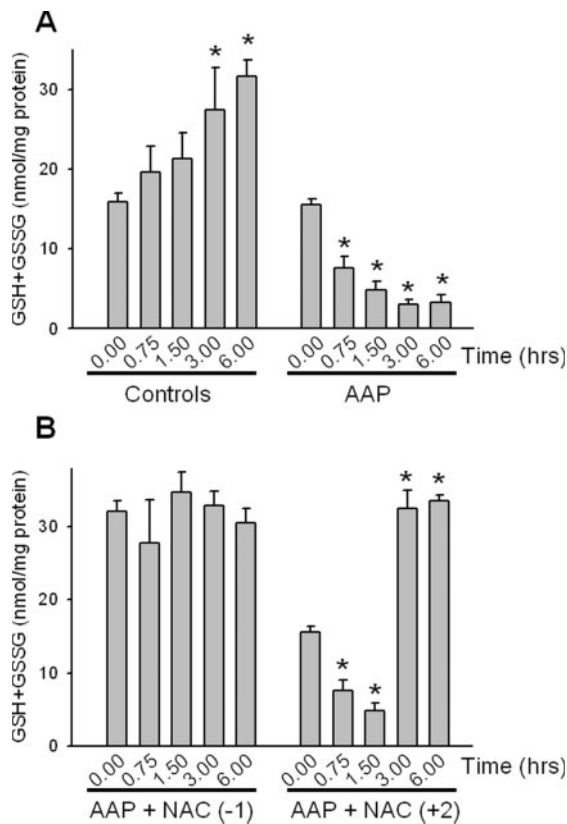 A
GSH+GSSG (nmol/mg protein)
30
20
10
0
* *
* * * *
0.00 0.75 1.50 3.00 6.00 0.00 0.75 1.50 3.00 6.00 Time (hrs)
Controls AAP
B
GSH+GSSG (nmol/mg protein)
30
20
10
0
* * * *
0.00 0.75 1.50 3.00 6.00 0.00 0.75 1.50 3.00 6.00 Time (hrs)
AAP + NAC (-1) AAP + NAC (+2)